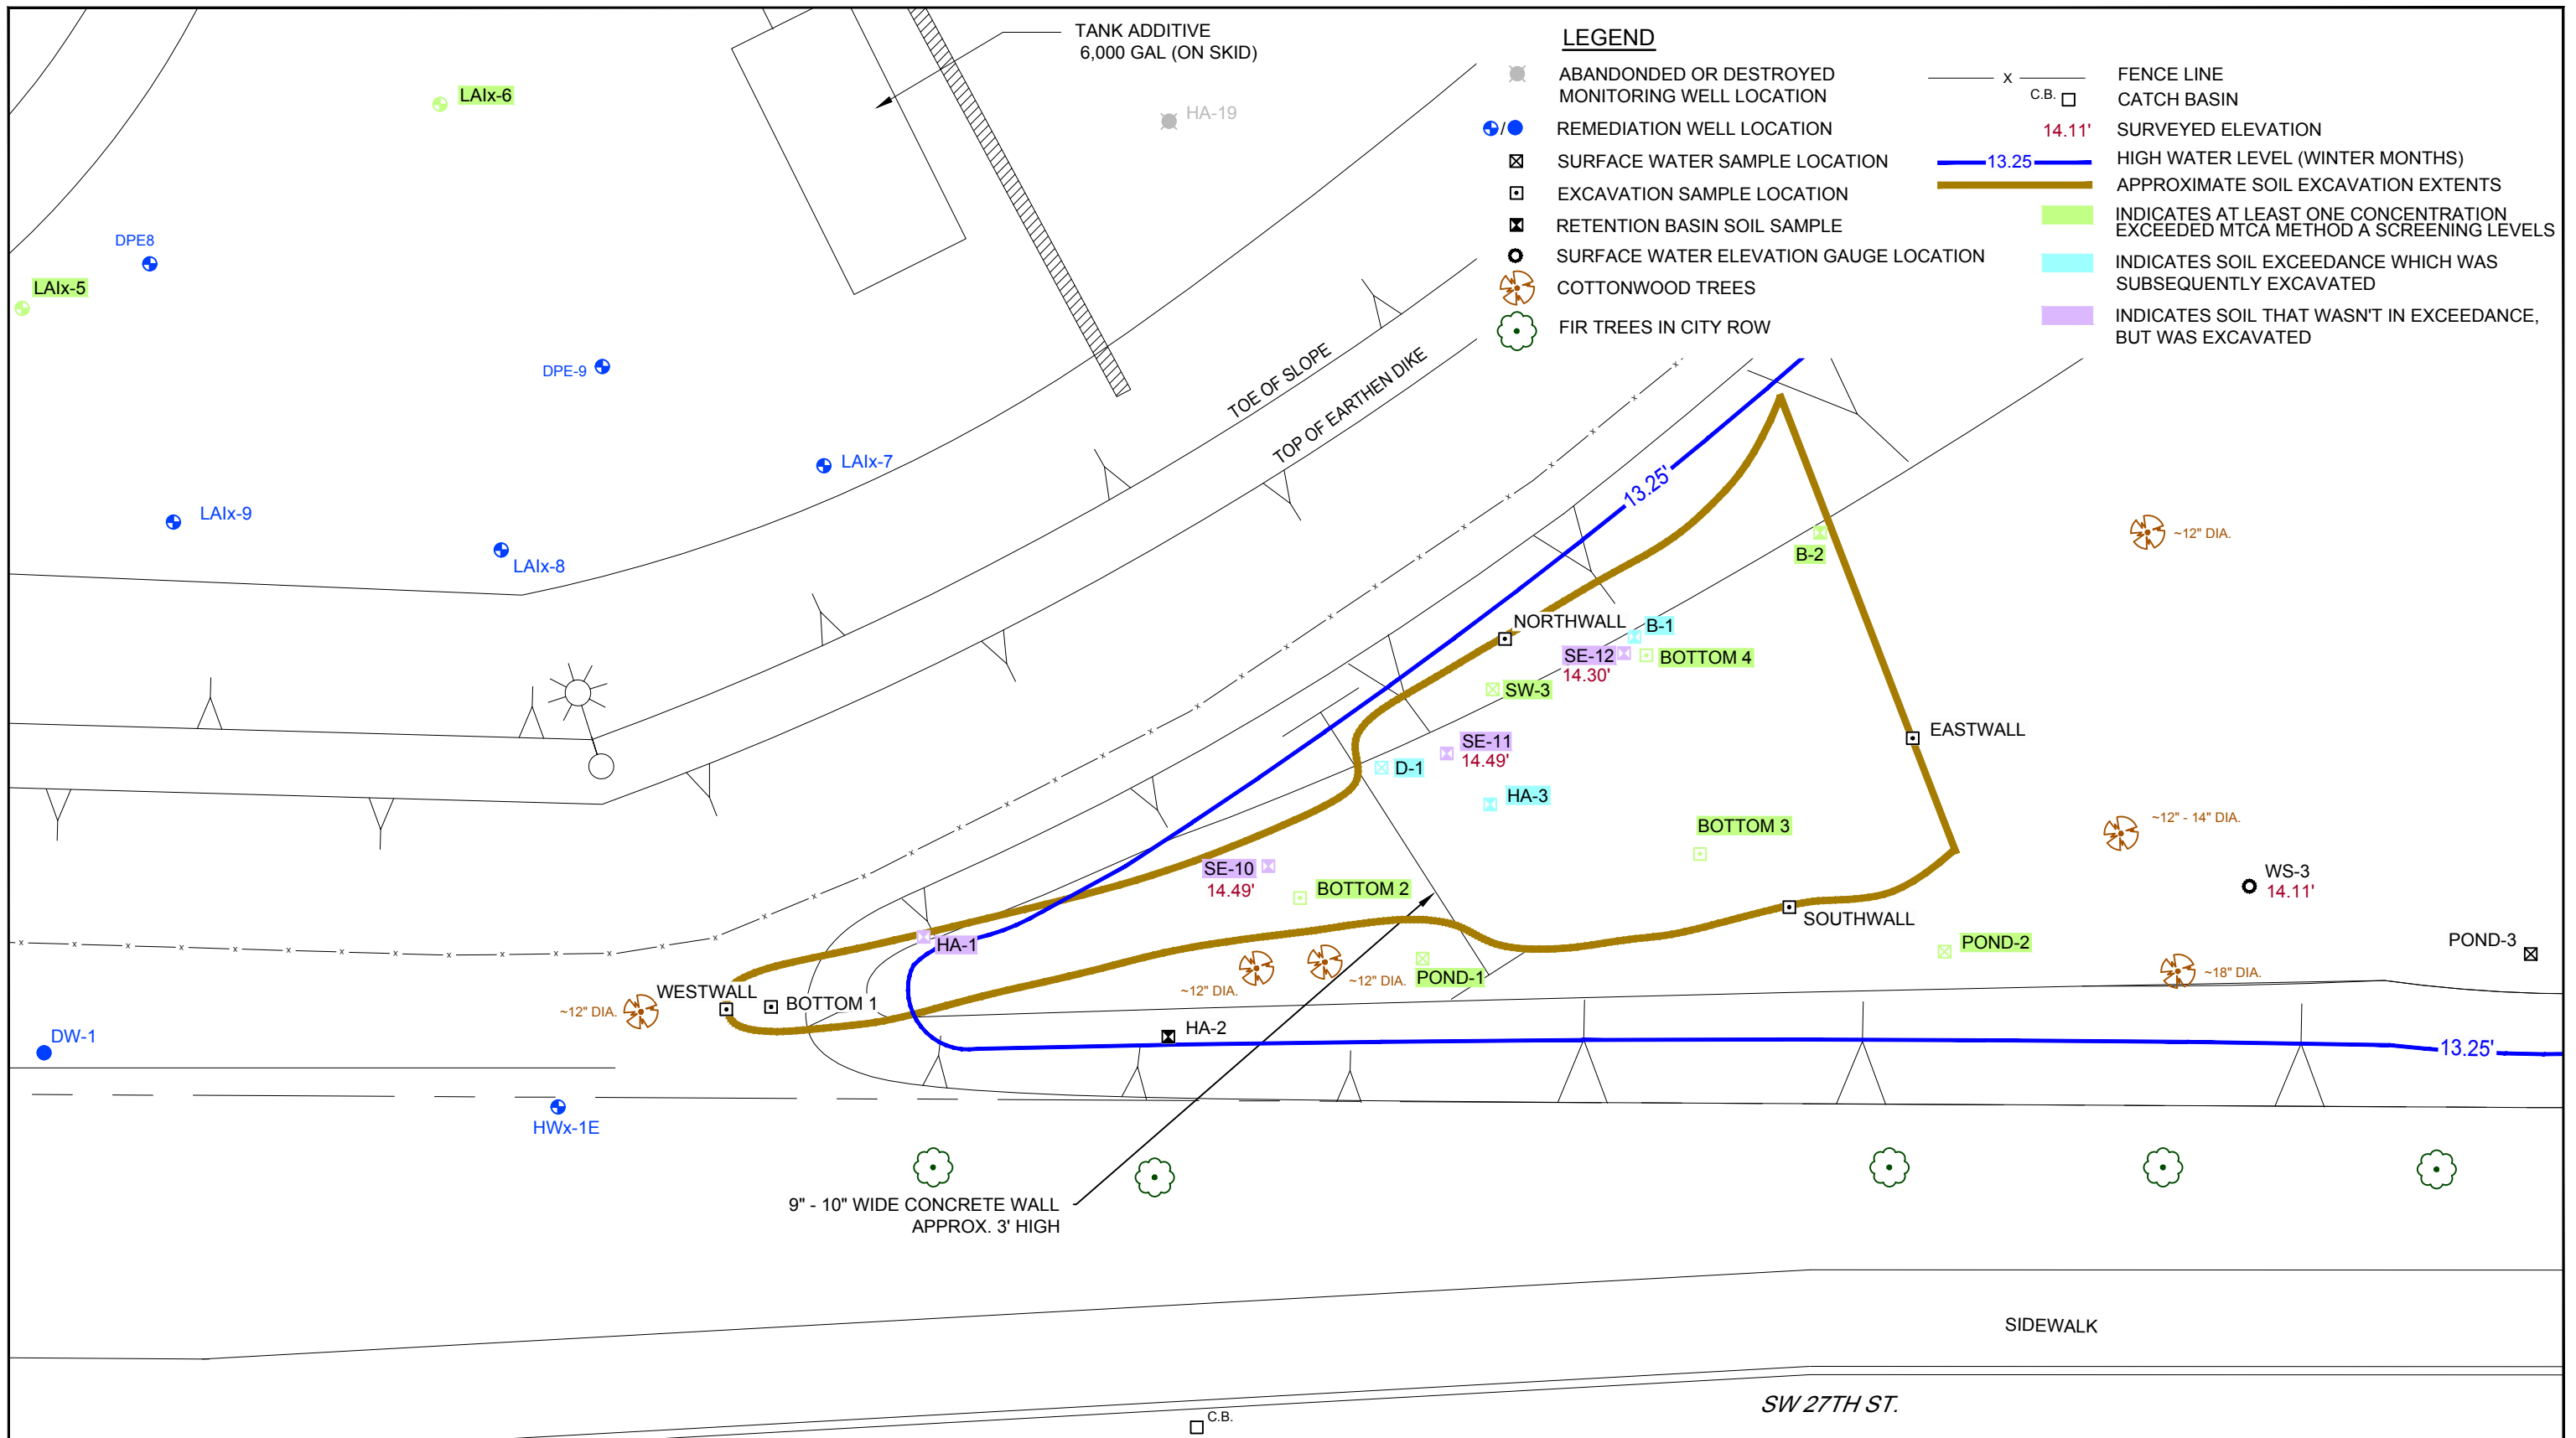 TANK ADDITIVE
6,000 GAL (ON SKID)
LEGEND
ABANDONDED OR DESTROYED
MONITORING WELL LOCATION
/
REMEDIATION WELL LOCATION
SURFACE WATER SAMPLE LOCATION
EXCAVATION SAMPLE LOCATION
RETENTION BASIN SOIL SAMPLE
SURFACE WATER ELEVATION GAUGE LOCATION
COTTONWOOD TREES
FIR TREES IN CITY ROW
x
FENCE LINE
C.B.
CATCH BASIN
14.11'
SURVEYED ELEVATION
13.25
HIGH WATER LEVEL (WINTER MONTHS)
APPROXIMATE SOIL EXCAVATION EXTENTS
INDICATES AT LEAST ONE CONCENTRATION
EXCEEDED MTCA METHOD A SCREENING LEVELS
INDICATES SOIL EXCEEDANCE WHICH WAS
SUBSEQUENTLY EXCAVATED
INDICATES SOIL THAT WASN'T IN EXCEEDANCE,
BUT WAS EXCAVATED
LAIx-6
HA-19
DPE8
LAIx-5
DPE-9
TOE OF SLOPE
TOP OF EARTHEN DIKE
LAIx-7
LAIx-9
LAIx-8
13.25'
~12" DIA.
B-2
NORTHWALL
B-1
SE-12
14.30'
BOTTOM 4
SW-3
EASTWALL
SE-11
14.49'
D-1
HA-3
BOTTOM 3
~12" - 14" DIA.
SE-10
14.49'
BOTTOM 2
WS-3
14.11'
SOUTHWALL
HA-1
POND-2
POND-3
POND-1
~12" DIA.
~12" DIA.
~18" DIA.
WESTWALL
BOTTOM 1
~12" DIA.
DW-1
HA-2
13.25'
HWx-1E
9" - 10" WIDE CONCRETE WALL
APPROX. 3' HIGH
SIDEWALK
SW 27TH ST.
C.B.